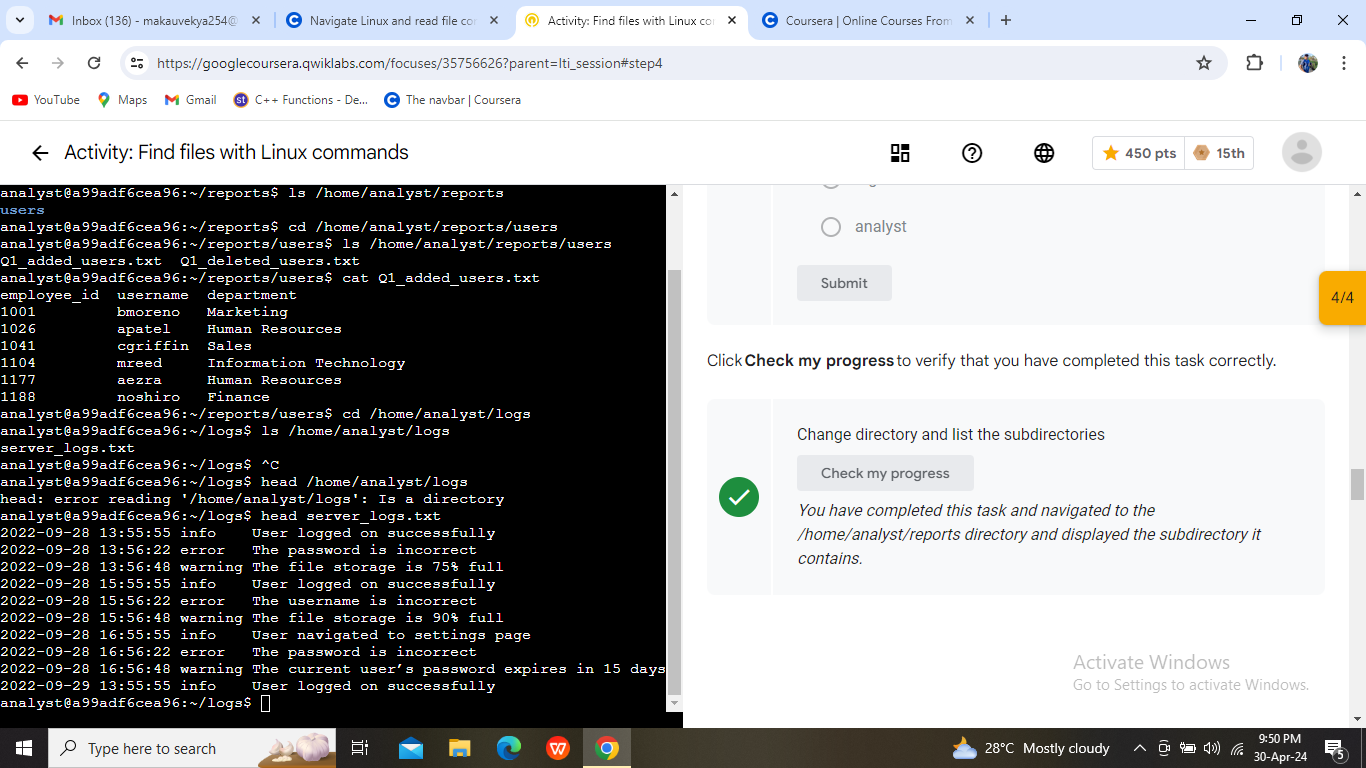 Inbox (136) - makauvekya254@
Navigate Linux and read file co
Activity: Find files with Linux co
Coursera | Online Courses From
https://googlecoursera.qwiklabs.com/focuses/35756626?parent=lti_session#step4
YouTube
Maps
Gmail
st
C++ Functions - De...
The navbar | Coursera
Activity: Find files with Linux commands
450 pts
15th
analyst@a99adf6cea96:~/reports$ ls /home/analyst/reports
users
analyst@a99adf6cea96:~/reports$ cd /home/analyst/reports/users
analyst@a99adf6cea96:~/reports/users$ ls /home/analyst/reports/users
Q1_added_users.txt  Q1_deleted_users.txt
analyst@a99adf6cea96:~/reports/users$ cat Q1_added_users.txt
employee_id  username  department
1001         bmoreno   Marketing
1026         apatel    Human Resources
1041         cgriffin  Sales
1104         mreed     Information Technology
1177         aezra     Human Resources
1188         noshiro   Finance
analyst@a99adf6cea96:~/reports/users$ cd /home/analyst/logs
analyst@a99adf6cea96:~/logs$ ls /home/analyst/logs
server_logs.txt
analyst@a99adf6cea96:~/logs$ ^C
analyst@a99adf6cea96:~/logs$ head /home/analyst/logs
head: error reading '/home/analyst/logs': Is a directory
analyst@a99adf6cea96:~/logs$ head server_logs.txt
2022-09-28 13:55:55 info    User logged on successfully
2022-09-28 13:56:22 error   The password is incorrect
2022-09-28 13:56:48 warning The file storage is 75% full
2022-09-28 15:55:55 info    User logged on successfully
2022-09-28 15:56:22 error   The username is incorrect
2022-09-28 15:56:48 warning The file storage is 90% full
2022-09-28 16:55:55 info    User navigated to settings page
2022-09-28 16:56:22 error   The password is incorrect
2022-09-28 16:56:48 warning The current user’s password expires in 15 days
2022-09-29 13:55:55 info    User logged on successfully
analyst@a99adf6cea96:~/logs$
analyst
Submit
4/4
Click Check my progress to verify that you have completed this task correctly.
Change directory and list the subdirectories
Check my progress
You have completed this task and navigated to the
/home/analyst/reports directory and displayed the subdirectory it
contains.
Activate Windows
Go to Settings to activate Windows.
Type here to search
28°C Mostly cloudy
9:50 PM
30-Apr-24
5